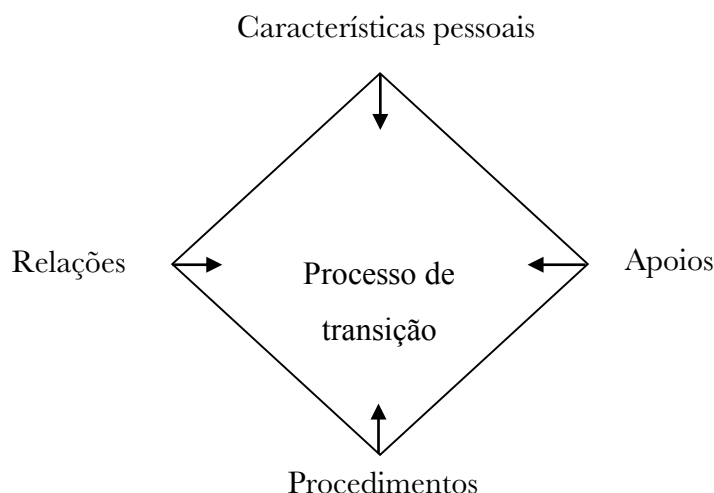 Características pessoais
Relações
Apoios
Processo de
transição
Procedimentos